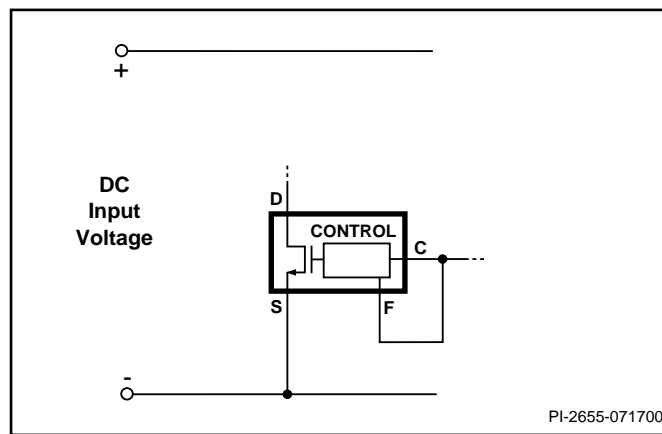 +
DC
Input
Voltage
D
CONTROL
C
S
F
-
PI-2655-071700